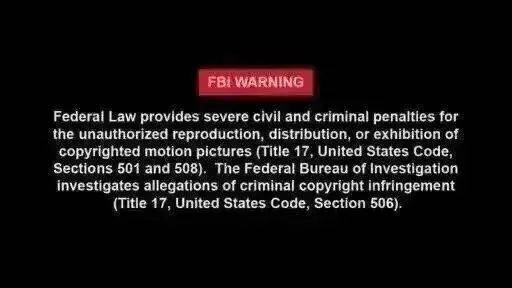 FBI WARNING
Federal Law provides severe civil and criminal penalties for
the unauthorized reproduction, distribution, or exhibition of
copyrighted motion pictures (Title 17, United States Code,
Sections 501 and 508).  The Federal Bureau of Investigation
investigates allegations of criminal copyright infringement
(Title 17, United States Code, Section 506).